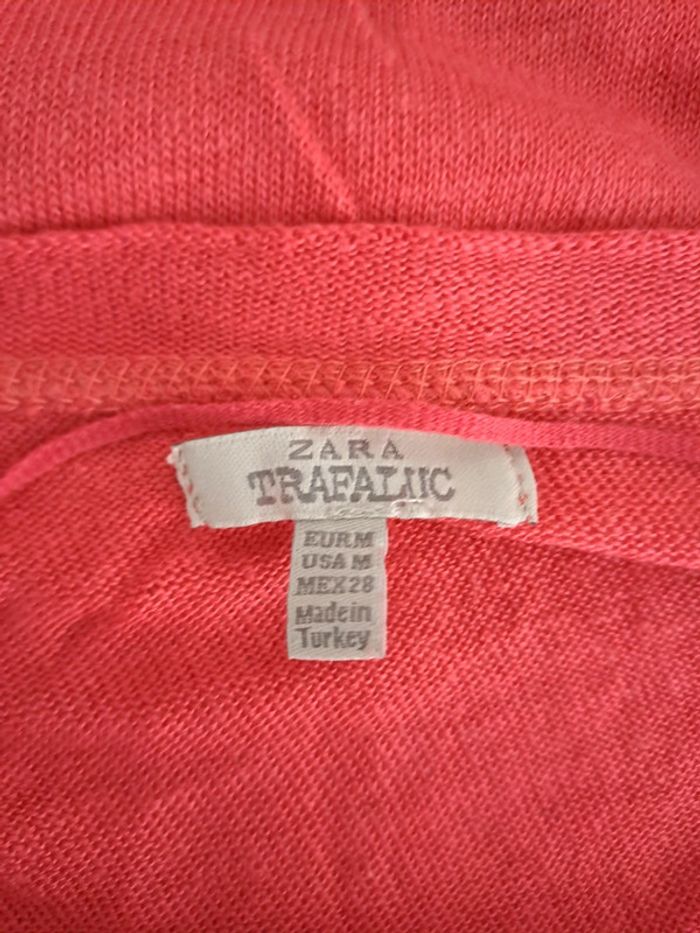 ZARA
TRAFALUC
EUR M
USA M
MEX 28
Made in
Turkey